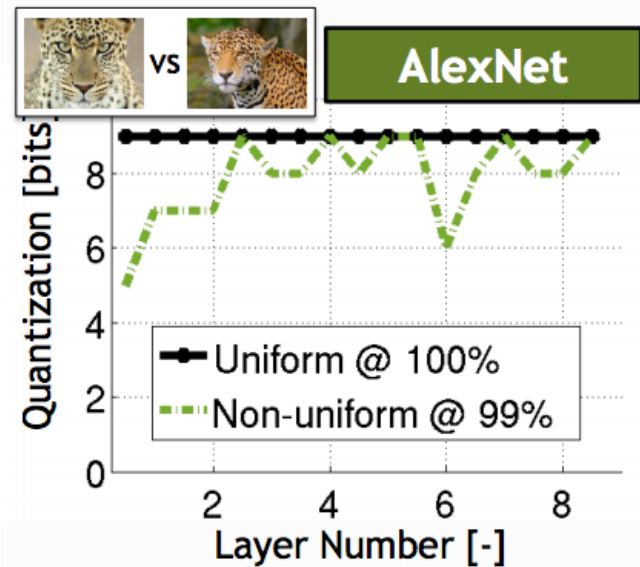 VS
AlexNet
Quantization [bits]
8
6
4
2
0
Uniform @ 100%
Non-uniform @ 99%
2 4 6 8
Layer Number [-]